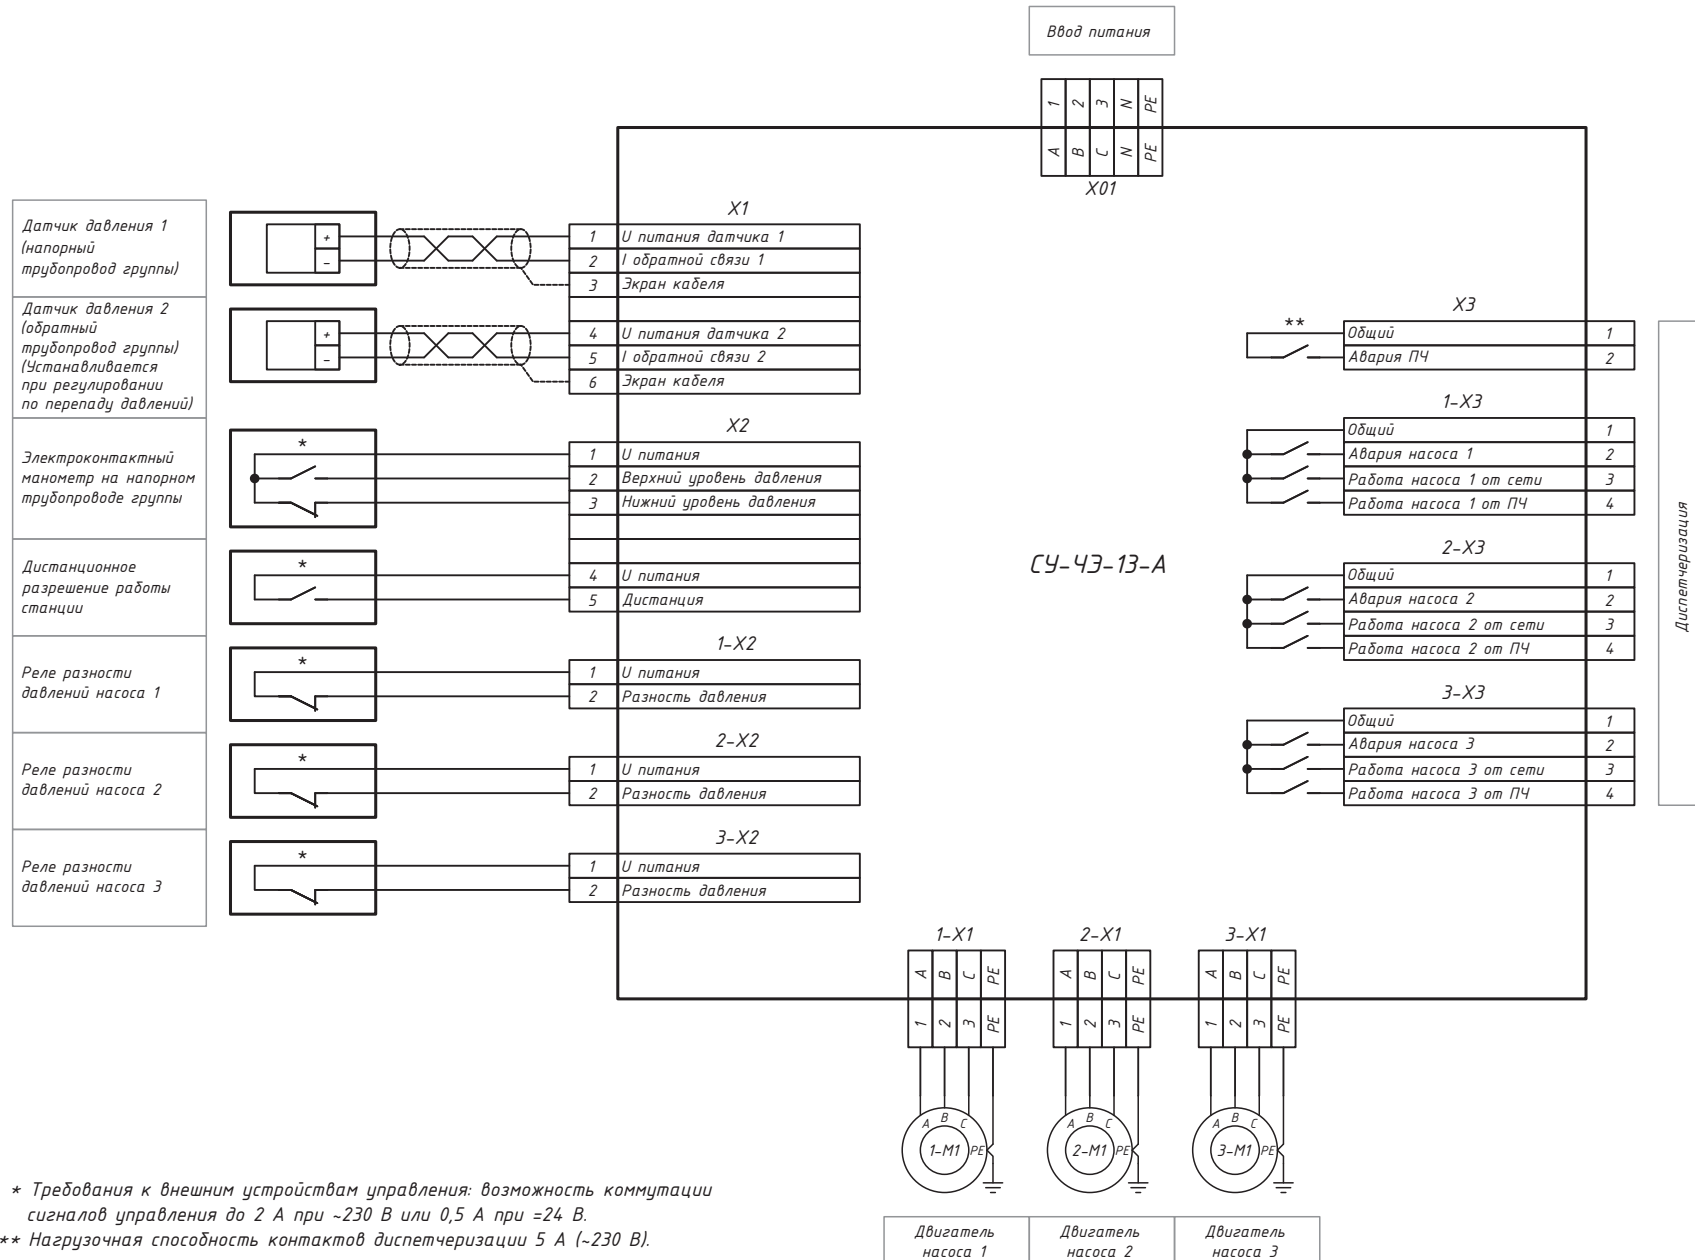 Ввод питания
1 2 3 N PE
A B C N PE
X01
Датчик давления 1
(напорный
трубопровод группы)
Датчик давления 2
(обратный
трубопровод группы)
(Устанавливается
при регулировании
по перепаду давлений)
Электроконтактный
манометр на напорном
трубопроводе группы
Дистанционное
разрешение работы
станции
Реле разности
давлений насоса 1
Реле разности
давлений насоса 2
Реле разности
давлений насоса 3
+
-
+
-
*
*
*
*
*
X1
1 U питания датчика 1
2 I обратной связи 1
3 Экран кабеля
4 U питания датчика 2
5 I обратной связи 2
6 Экран кабеля
X2
1 U питания
2 Верхний уровень давления
3 Нижний уровень давления
4 U питания
5 Дистанция
1-X2
1 U питания
2 Разность давления
2-X2
1 U питания
2 Разность давления
3-X2
1 U питания
2 Разность давления
СУ-ЧЭ-13-А
X3
**
Общий 1
Авария ПЧ 2
1-X3
Общий 1
Авария насоса 1 2
Работа насоса 1 от сети 3
Работа насоса 1 от ПЧ 4
2-X3
Общий 1
Авария насоса 2 2
Работа насоса 2 от сети 3
Работа насоса 2 от ПЧ 4
3-X3
Общий 1
Авария насоса 3 2
Работа насоса 3 от сети 3
Работа насоса 3 от ПЧ 4
Диспетчеризация
1-X1 2-X1 3-X1
A B C PE A B C PE A B C PE
1 2 3 PE 1 2 3 PE 1 2 3 PE
A B C A B C A B C
1-M1 PE 2-M1 PE 3-M1 PE
Двигатель
насоса 1
Двигатель
насоса 2
Двигатель
насоса 3
* Требования к внешним устройствам управления: возможность коммутации
сигналов управления до 2 А при ~230 В или 0,5 А при =24 В.
** Нагрузочная способность контактов диспетчеризации 5 А (~230 В).